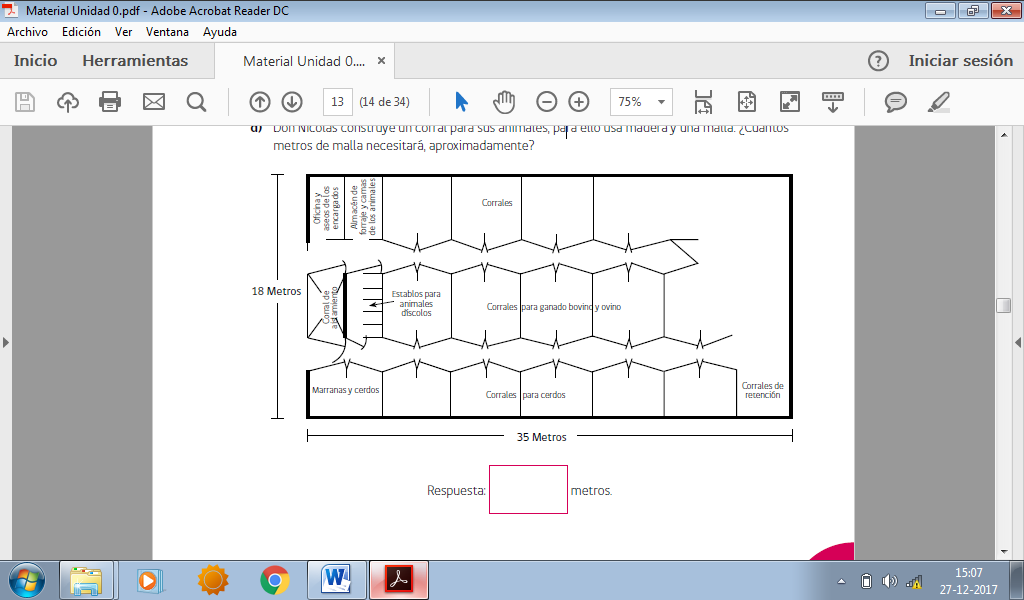 Material Unidad 0.pdf - Adobe Acrobat Reader DC
Archivo Edición Ver Ventana Ayuda
Inicio Herramientas Material Unidad 0.... × ? Iniciar sesión
13 (14 de 34) 75%
d) Don Nicolás construye un corral para sus animales, para ello usa madera y una malla. ¿Cuántos
metros de malla necesitará, aproximadamente?
Oficina y
aseos de los
encargados
Almacén de
forraje y camas
de los animales
Corrales
18 Metros
Corral de
aislamiento
Establos para
animales
díscolos
Corrales para ganado bovino y ovino
Marranas y cerdos
Corrales para cerdos
Corrales de
retención
35 Metros
Respuesta: metros.
15:07
27-12-2017